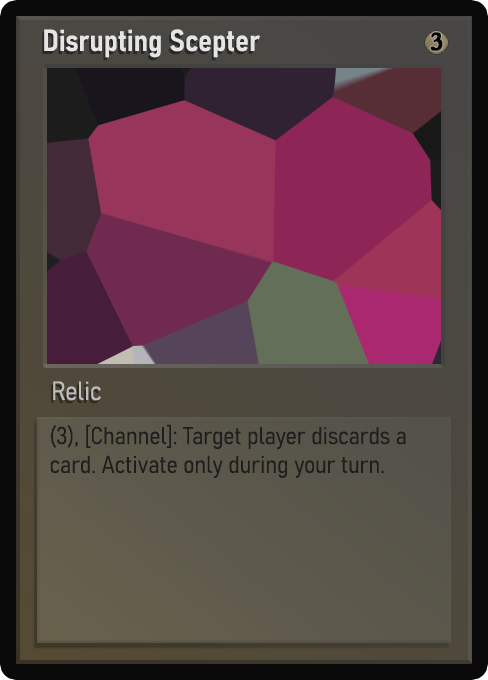 Disrupting Scepter 3
Relic
(3), [Channel]: Target player discards a
card. Activate only during your turn.